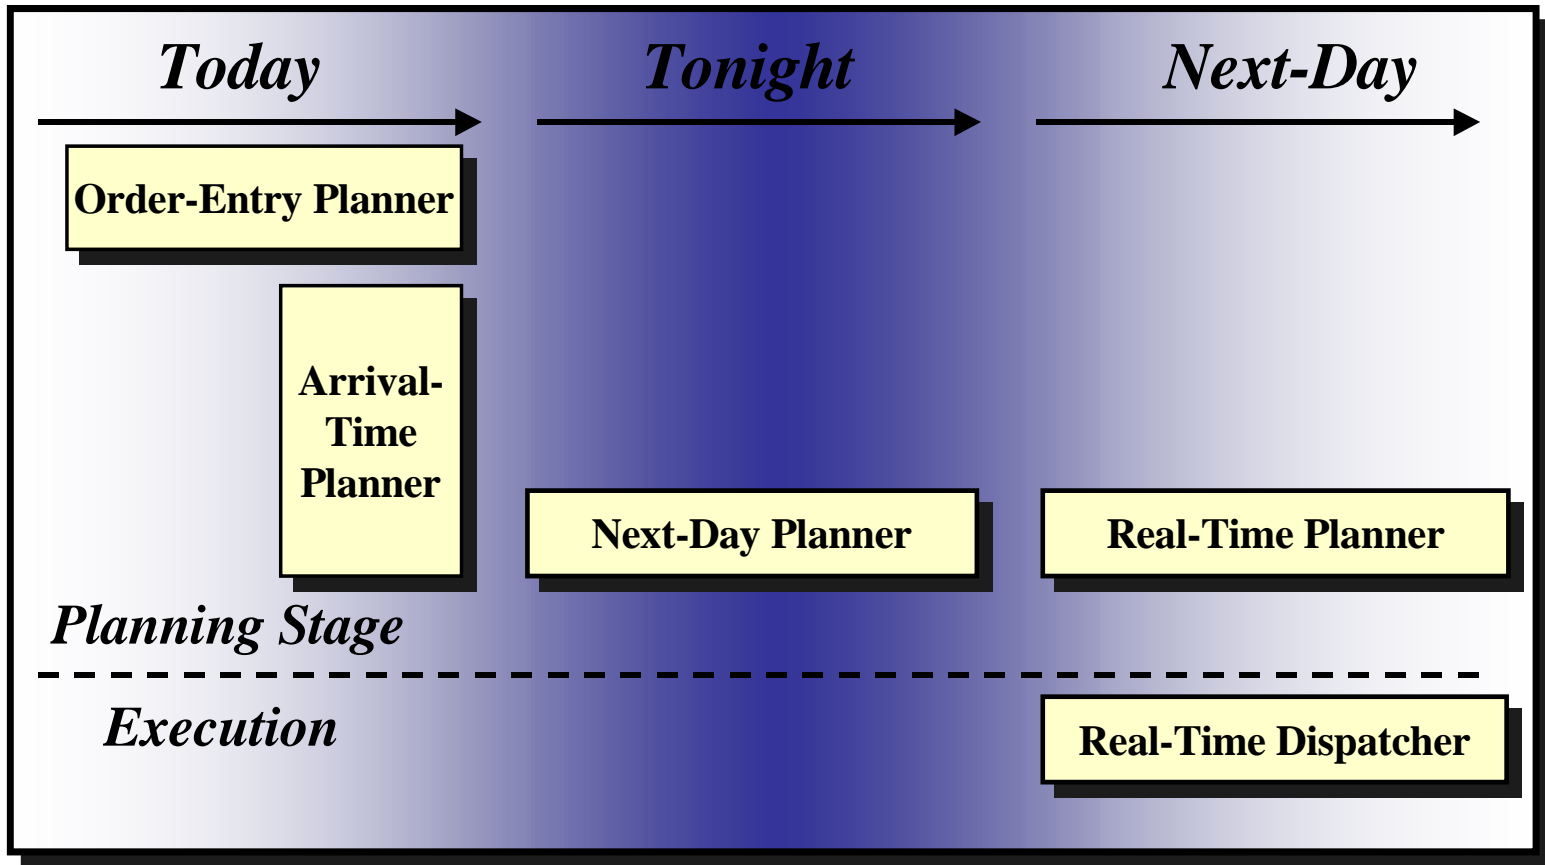 Today
Tonight
Next-Day
Order-Entry Planner
Arrival-
Time
Planner
Next-Day Planner
Real-Time Planner
Planning Stage
Execution
Real-Time Dispatcher